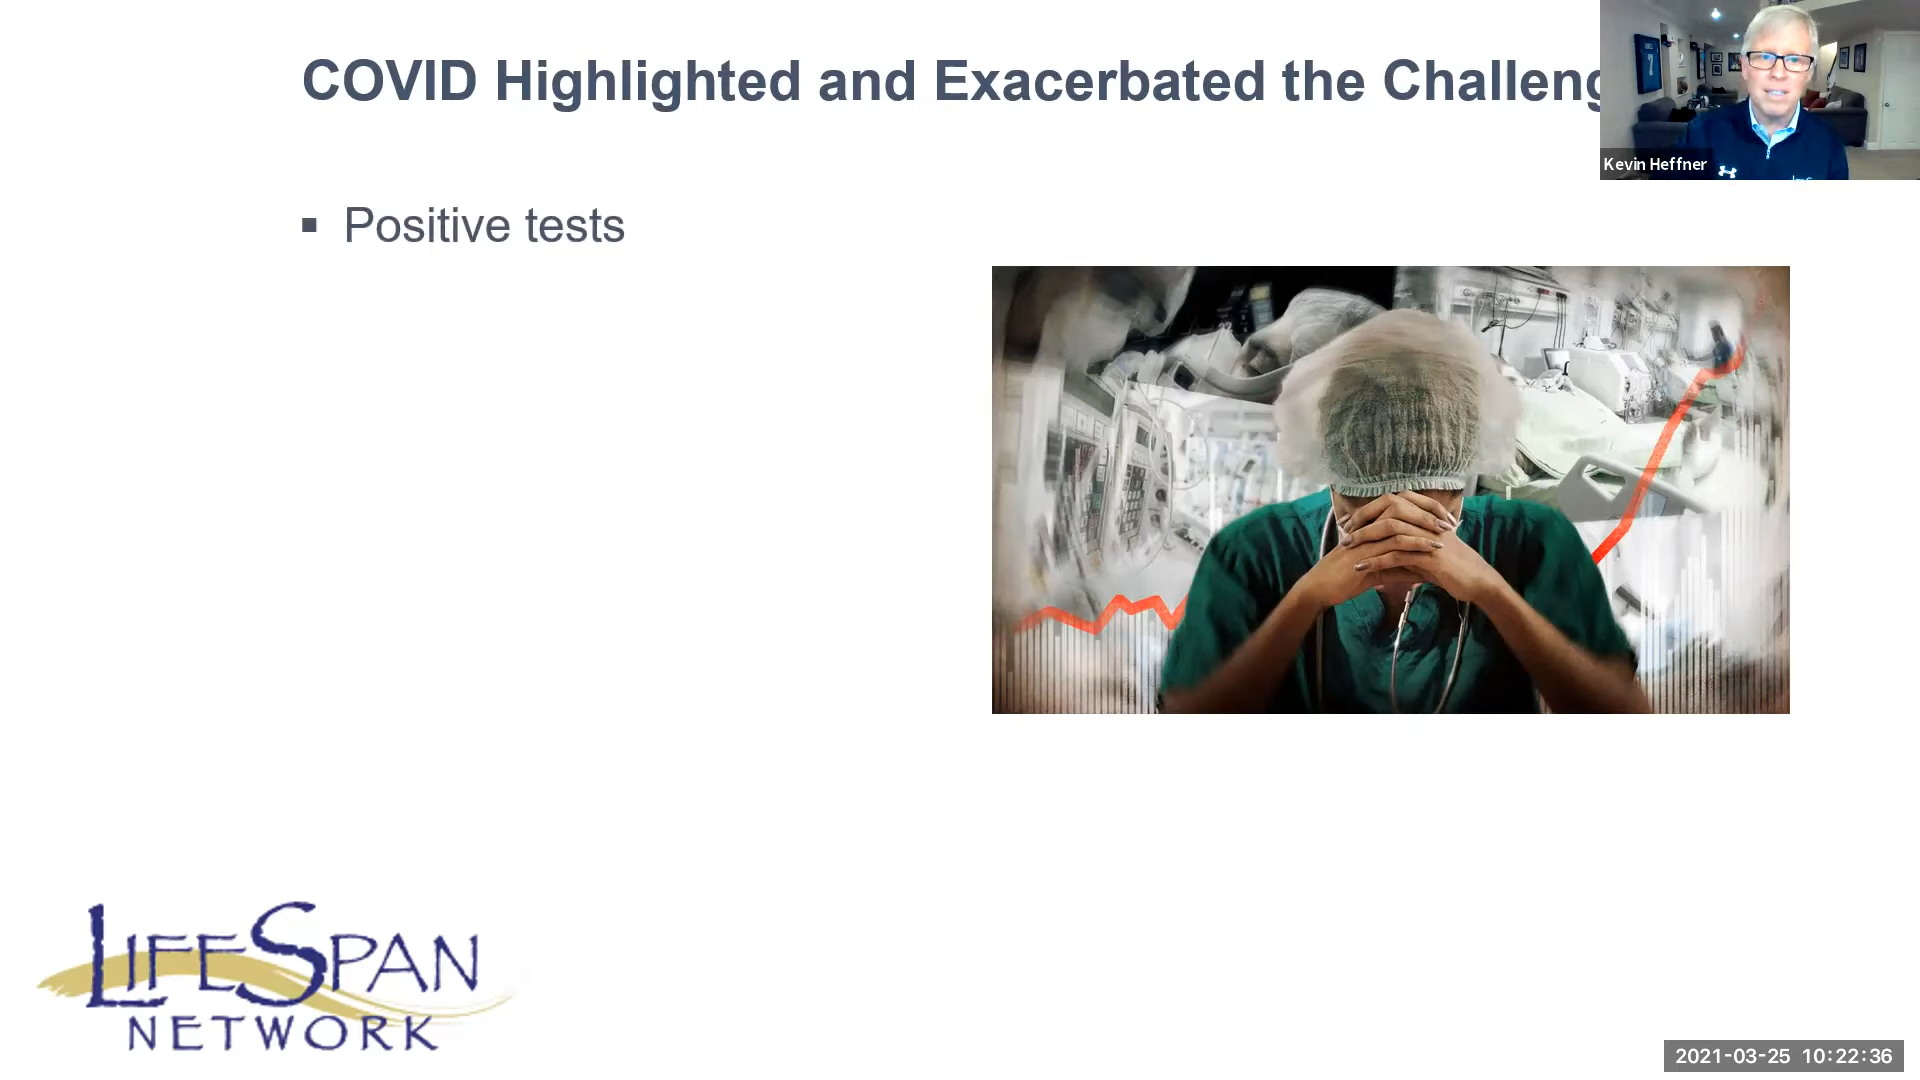 COVID Highlighted and Exacerbated the Challeng
Kevin Heffner
▪ Positive tests
LIFESPAN
NETWORK
2021-03-25 10:22:36